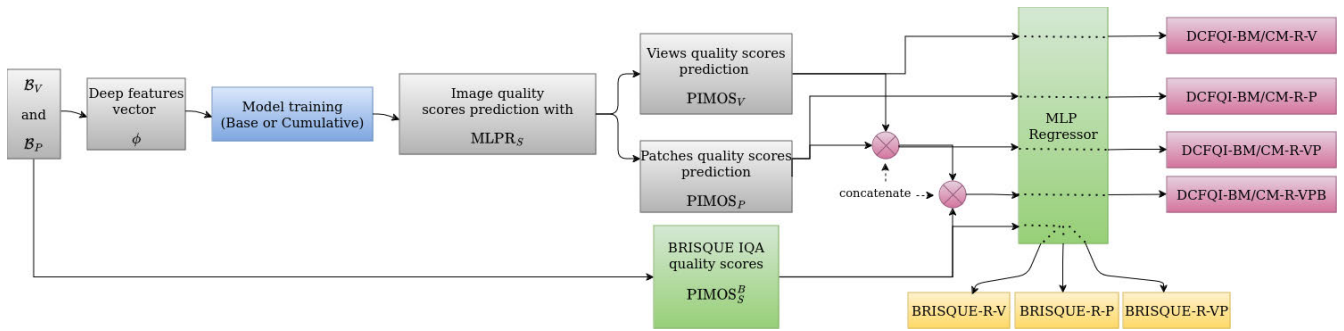 𝓑_V
and
𝓑_P
Deep features
vector
ϕ
Model training
(Base or Cumulative)
Image quality
scores prediction with
MLPR_S
Views quality scores
prediction
PIMOS_V
Patches quality scores
prediction
PIMOS_P
BRISQUE IQA
quality scores
PIMOS_S^B
concatenate
MLP
Regressor
DCFQI-BM/CM-R-V
DCFQI-BM/CM-R-P
DCFQI-BM/CM-R-VP
DCFQI-BM/CM-R-VPB
BRISQUE-R-V
BRISQUE-R-P
BRISQUE-R-VP